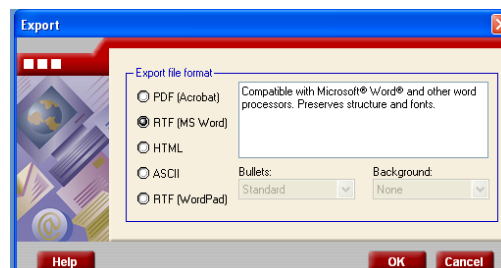 Export
Export file format
PDF (Acrobat)
RTF (MS Word)
HTML
ASCII
RTF (WordPad)
Compatible with Microsoft® Word® and other word
processors. Preserves structure and fonts.
Bullets:
Background:
Standard
None
@
Help
OK
Cancel